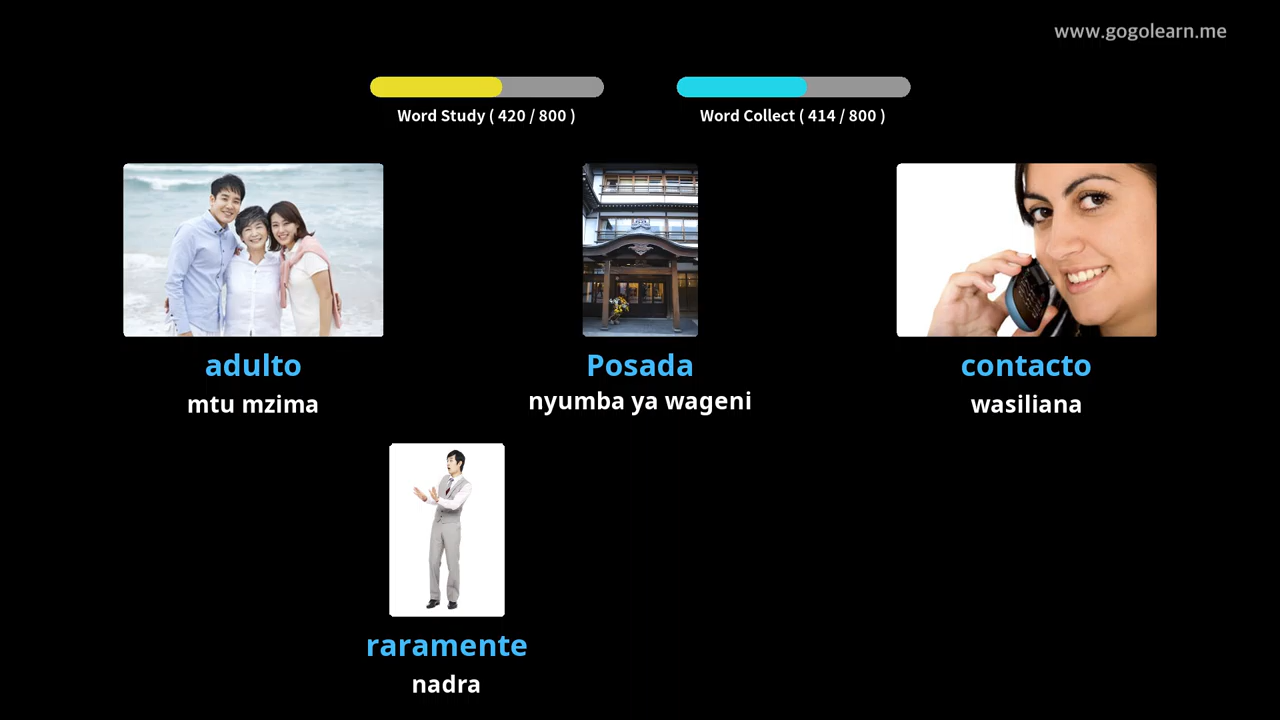 www.gogolearn.me
Word Study ( 420 / 800 )
Word Collect ( 414 / 800 )
adulto
mtu mzima
Posada
nyumba ya wageni
contacto
wasiliana
raramente
nadra